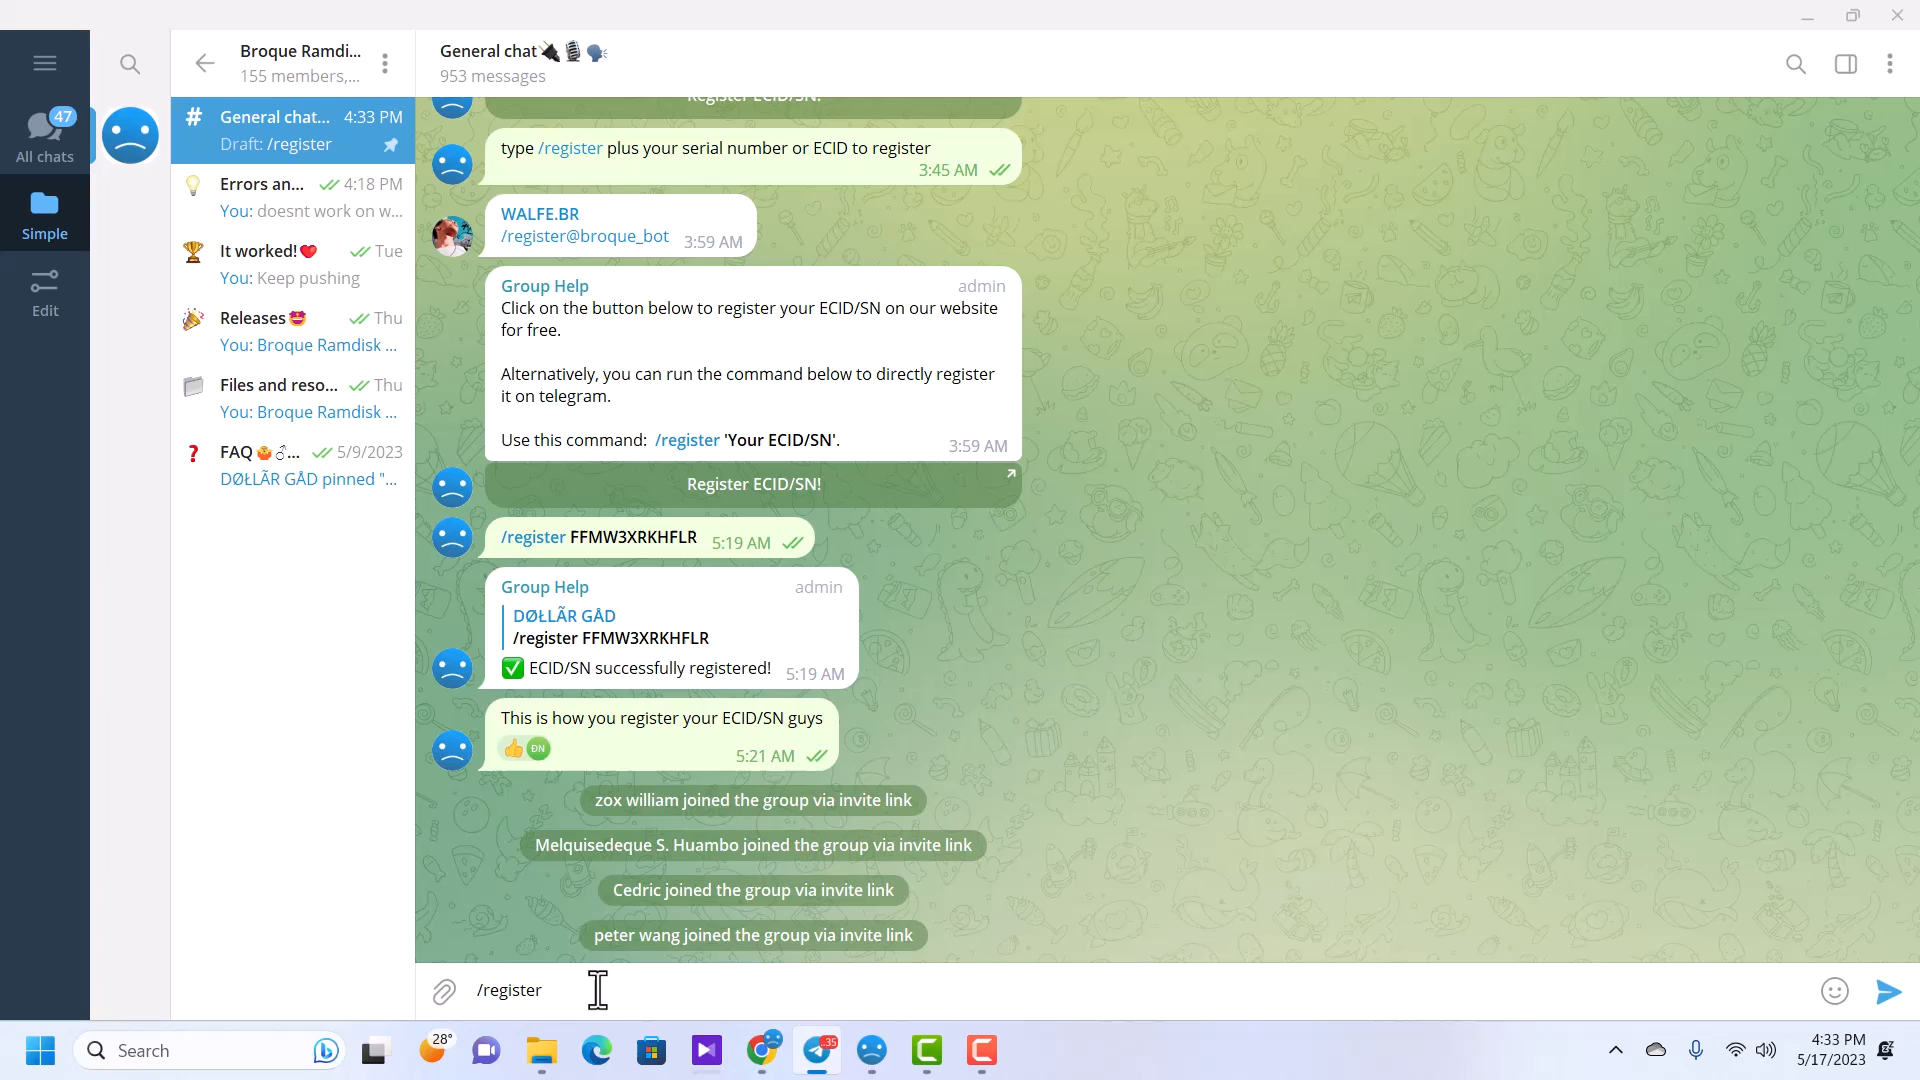 Broque Ramdi...
155 members,...
General chat
953 messages
47
All chats
Simple
Edit
# General chat... 4:33 PM
Draft: /register
Errors an... 4:18 PM
You: doesnt work on w...
It worked! Tue
You: Keep pushing
Releases Thu
You: Broque Ramdisk ...
Files and reso... Thu
You: Broque Ramdisk ...
FAQ ... 5/9/2023
DØŁLÃR GÅD pinned "...
Register ECID/SN!
type /register plus your serial number or ECID to register
3:45 AM
WALFE.BR
/register@broque_bot 3:59 AM
Group Help admin
Click on the button below to register your ECID/SN on our website
for free.
Alternatively, you can run the command below to directly register
it on telegram.
Use this command: /register 'Your ECID/SN'. 3:59 AM
Register ECID/SN!
/register FFMW3XRKHFLR 5:19 AM
Group Help admin
DØŁLÃR GÅD
/register FFMW3XRKHFLR
✅ ECID/SN successfully registered! 5:19 AM
This is how you register your ECID/SN guys
ĐN 5:21 AM
zox william joined the group via invite link
Melquisedeque S. Huambo joined the group via invite link
Cedric joined the group via invite link
peter wang joined the group via invite link
/register
Search
28°
..35
4:33 PM
5/17/2023